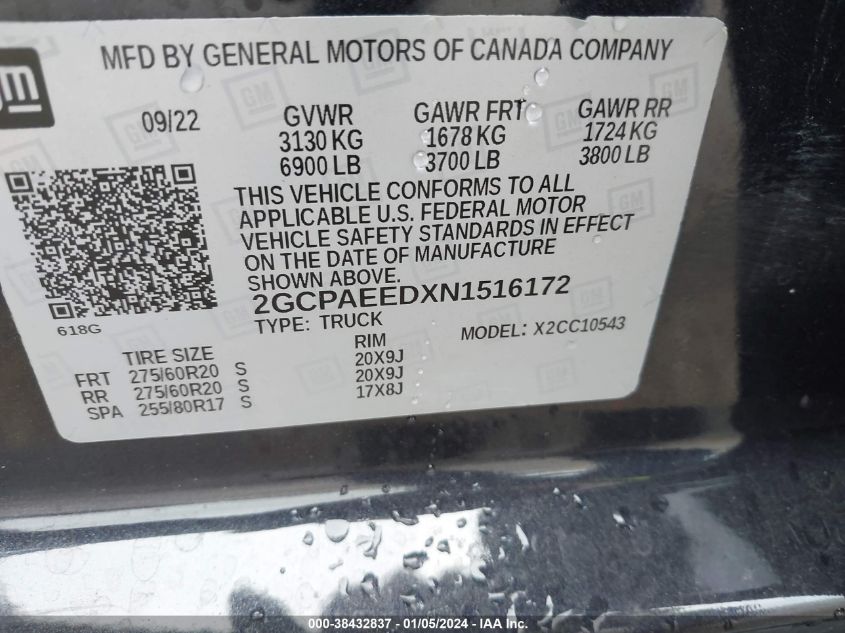 MFD BY GENERAL MOTORS OF CANADA COMPANY
gm
09/22
GVWR GAWR FRT GAWR RR
3130 KG 1678 KG 1724 KG
6900 LB 3700 LB 3800 LB
THIS VEHICLE CONFORMS TO ALL
APPLICABLE U.S. FEDERAL MOTOR
VEHICLE SAFETY STANDARDS IN EFFECT
ON THE DATE OF MANUFACTURE
SHOWN ABOVE.
2GCPAEEDXN1516172
618G
TYPE: TRUCK MODEL: X2CC10543
TIRE SIZE RIM
FRT 275/60R20 S 20X9J
RR 275/60R20 S 20X9J
SPA 255/80R17 S 17X8J
000-38432837 - 01/05/2024 - IAA Inc.